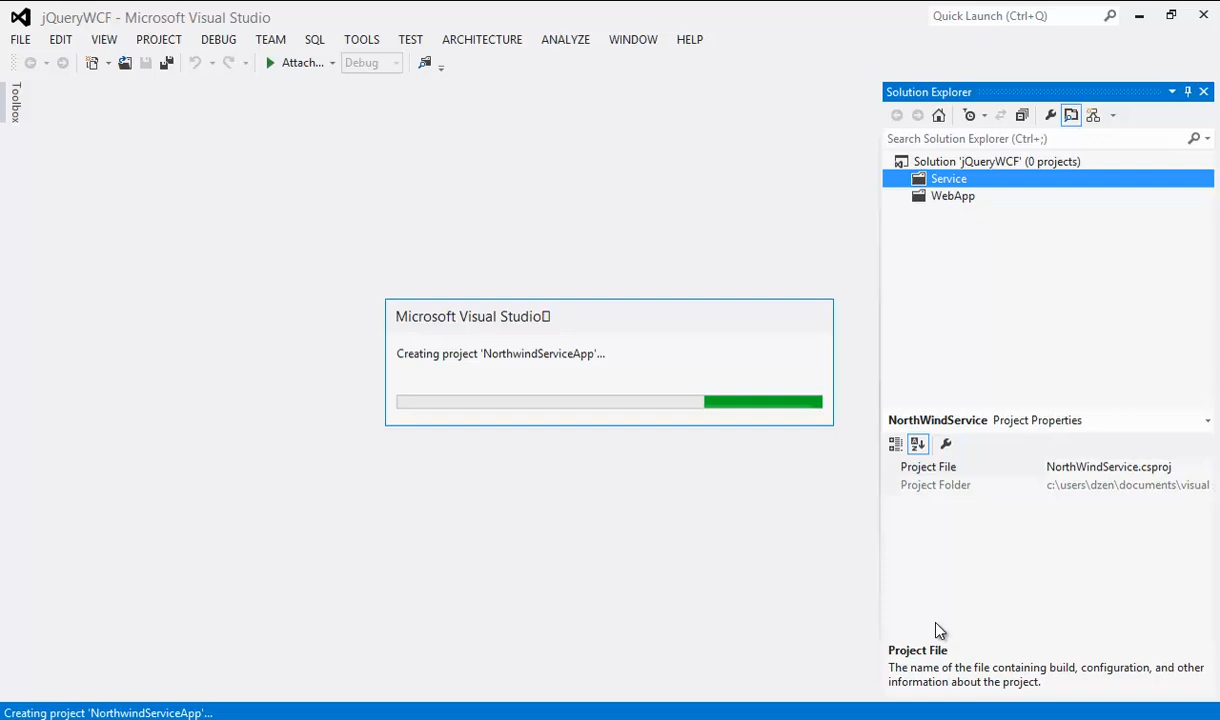 jQueryWCF - Microsoft Visual Studio
Quick Launch (Ctrl+Q)
FILE EDIT VIEW PROJECT DEBUG TEAM SQL TOOLS TEST ARCHITECTURE ANALYZE WINDOW HELP
Attach... Debug
Toolbox
Solution Explorer
Search Solution Explorer (Ctrl+;)
Solution 'jQueryWCF' (0 projects)
Service
WebApp
Microsoft Visual Studio
Creating project 'NorthwindServiceApp'...
NorthWindService Project Properties
Project File NorthWindService.csproj
Project Folder c:\users\dzen\documents\visual
Project File
The name of the file containing build, configuration, and other
information about the project.
Creating project 'NorthwindServiceApp'...